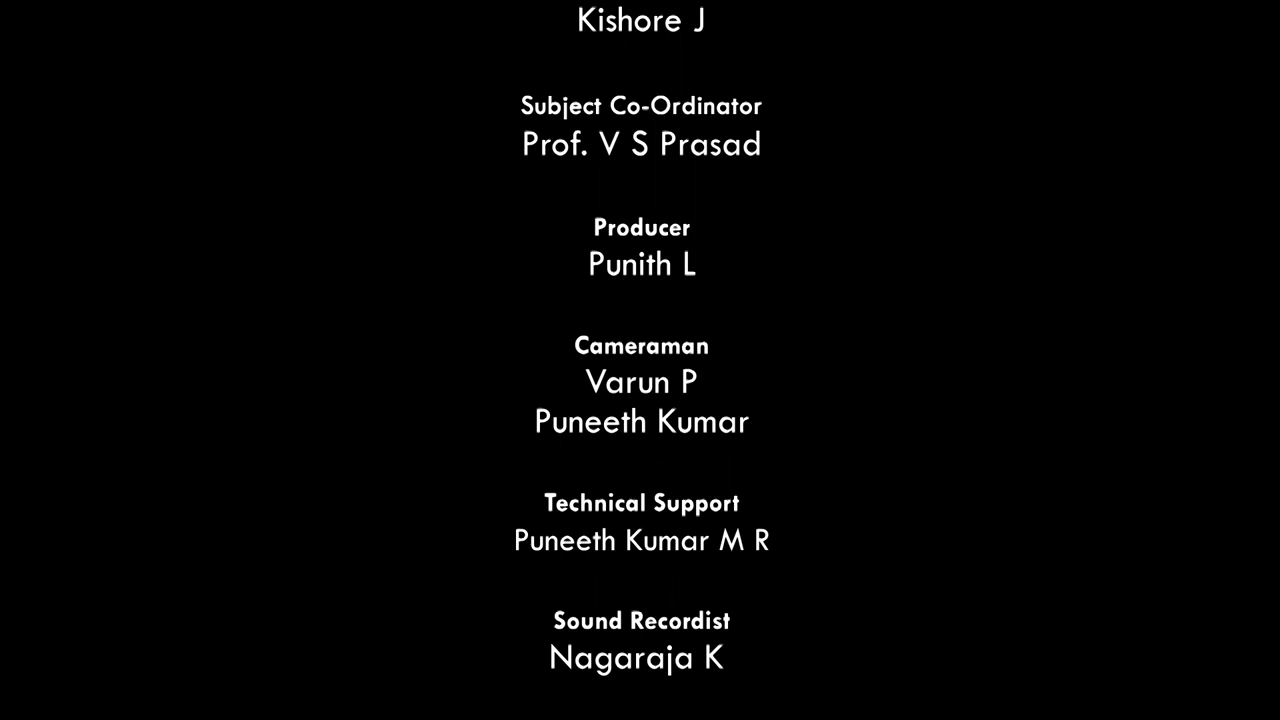 Kishore J
Subject Co-Ordinator
Prof. V S Prasad
Producer
Punith L
Cameraman
Varun P
Puneeth Kumar
Technical Support
Puneeth Kumar M R
Sound Recordist
Nagaraja K